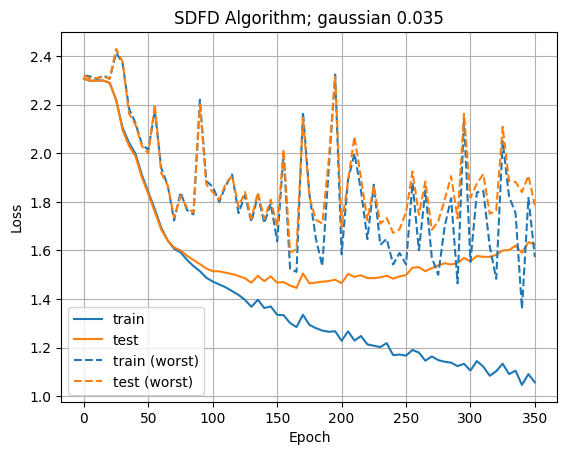 SDFD Algorithm; gaussian 0.035
Loss
2.4
2.2
2.0
1.8
1.6
1.4
1.2
1.0
train
test
train (worst)
test (worst)
0
50
100
150
200
250
300
350
Epoch